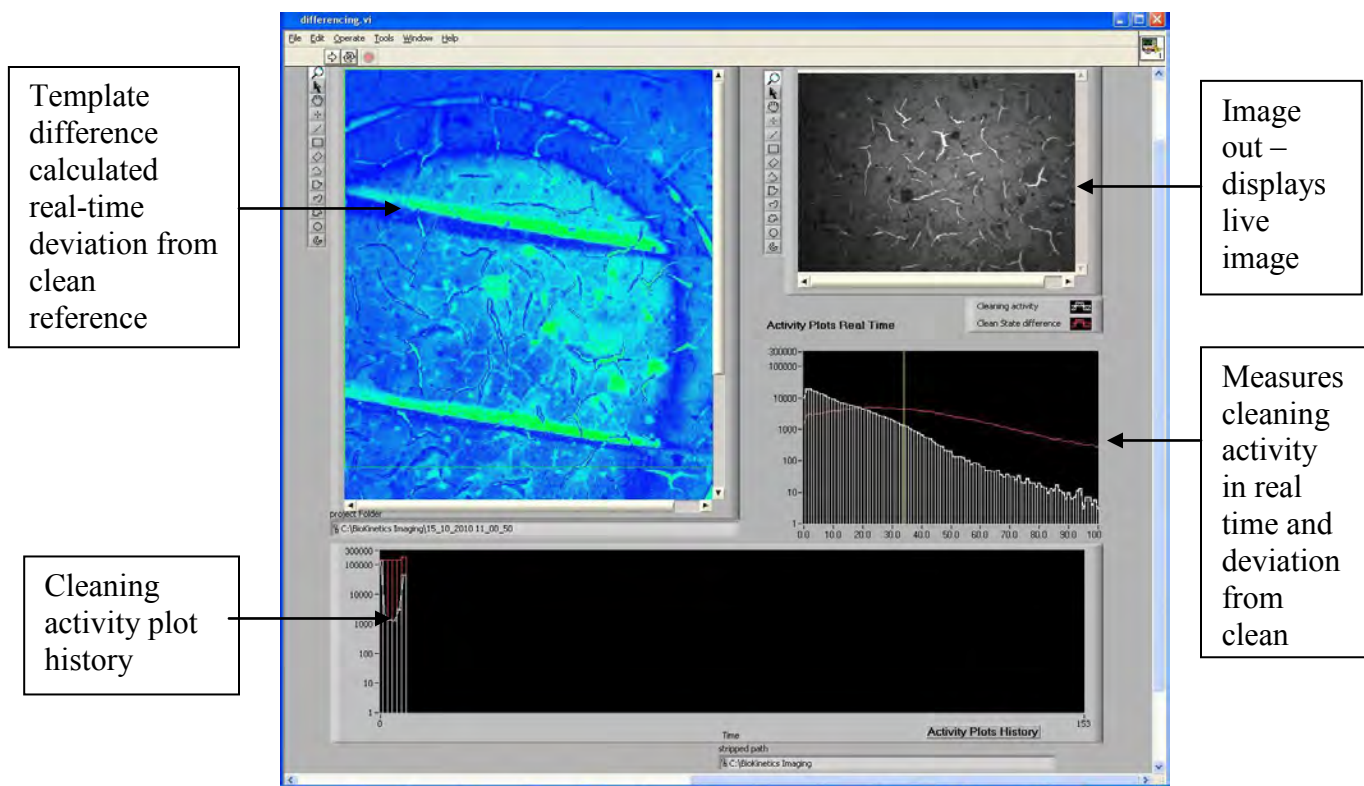 differencing.vi
File Edit Operate Tools Window Help
Template
difference
calculated
real-time
deviation from
clean
reference
Image
out –
displays
live
image
Cleaning activity
Clean State difference
Activity Plots Real Time
300000
100000
10000
1000
100
10
1
0.0 10.0 20.0 30.0 40.0 50.0 60.0 70.0 80.0 90.0 100
Measures
cleaning
activity
in real
time and
deviation
from
clean
project Folder
C:\BioKinetics Imaging\15_10_2010 11_00_50
Cleaning
activity plot
history
300000
100000
10000
1000
100
10
1
0 153
Time
Activity Plots History
stripped path
C:\BioKinetics Imaging